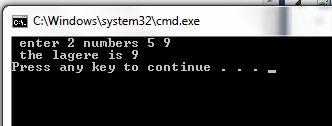 C:\Windows\system32\cmd.exe
enter 2 numbers 5 9
the lagere is 9
Press any key to continue . . .